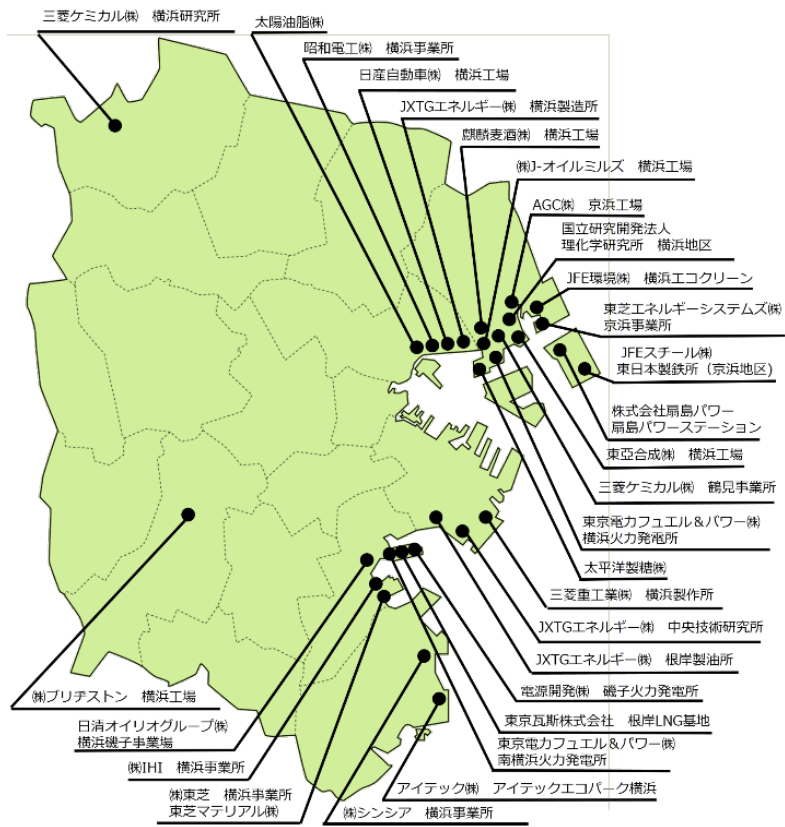 三菱ケミカル㈱　横浜研究所
太陽油脂㈱
昭和電工㈱　横浜事業所
日産自動車㈱　横浜工場
JXTGエネルギー㈱　横浜製造所
麒麟麦酒㈱　横浜工場
㈱J-オイルミルズ　横浜工場
AGC㈱　京浜工場
国立研究開発法人
理化学研究所　横浜地区
JFE環境㈱　横浜エコクリーン
東芝エネルギーシステムズ㈱
京浜事業所
JFEスチール㈱
東日本製鉄所（京浜地区)
株式会社扇島パワー
扇島パワーステーション
東亞合成㈱　横浜工場
三菱ケミカル㈱　鶴見事業所
東京電力フュエル＆パワー㈱
横浜火力発電所
太平洋製糖㈱
三菱重工業㈱　横浜製作所
JXTGエネルギー㈱　中央技術研究所
JXTGエネルギー㈱　根岸製油所
電源開発㈱　磯子火力発電所
東京瓦斯株式会社　根岸LNG基地
東京電力フュエル＆パワー㈱
南横浜火力発電所
アイテック㈱　アイテックエコパーク横浜
㈱シンシア　横浜事業所
㈱東芝　横浜事業所
東芝マテリアル㈱
㈱IHI　横浜事業所
日清オイリオグループ㈱
横浜磯子事業場
㈱ブリヂストン　横浜工場